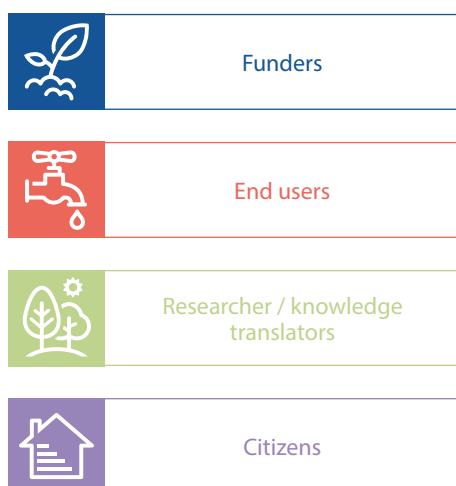 Funders
End users
Researcher / knowledge
translators
Citizens